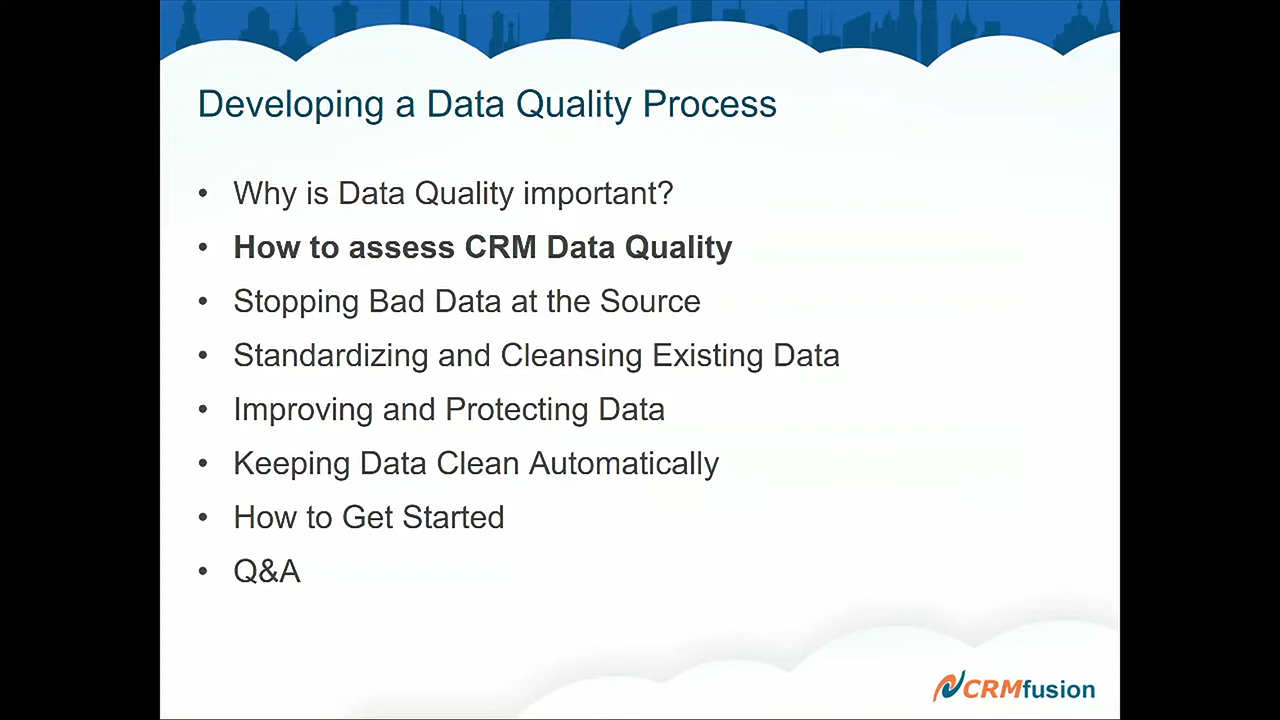 Developing a Data Quality Process
• Why is Data Quality important?
• How to assess CRM Data Quality
• Stopping Bad Data at the Source
• Standardizing and Cleansing Existing Data
• Improving and Protecting Data
• Keeping Data Clean Automatically
• How to Get Started
• Q&A
CRMfusion